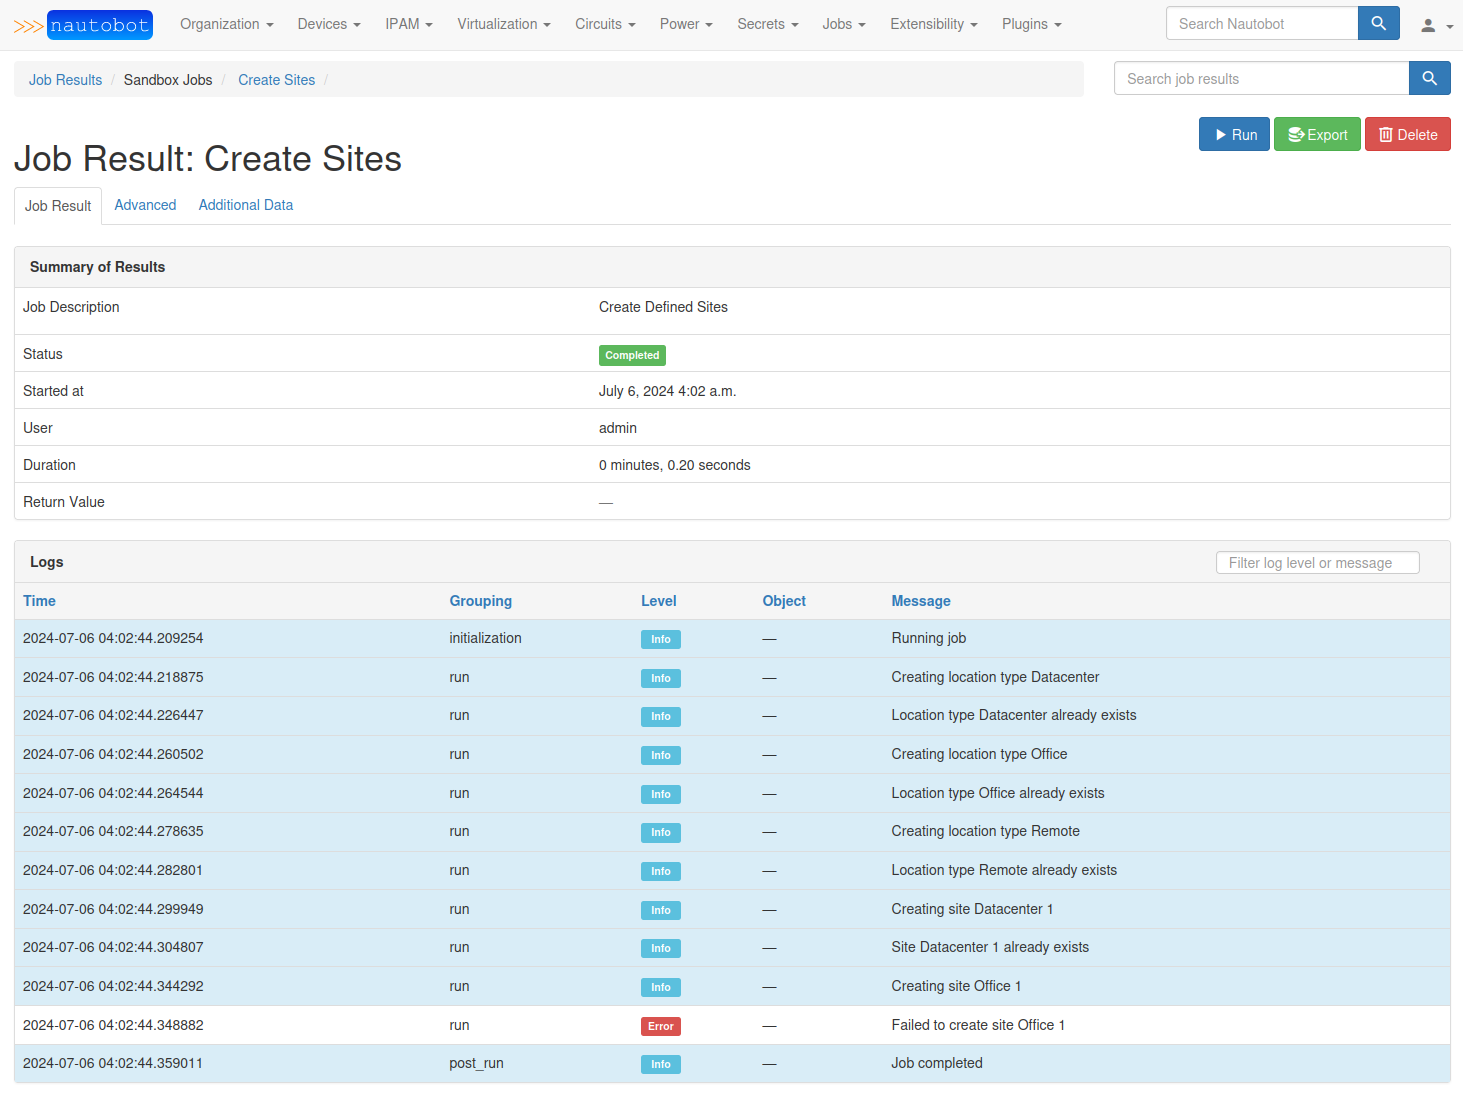 >>> nautobot Organization Devices IPAM Virtualization Circuits Power Secrets Jobs Extensibility Plugins Search Nautobot
Job Results / Sandbox Jobs / Create Sites / Search job results
Run Export Delete
Job Result: Create Sites
Job Result Advanced Additional Data
Summary of Results
Job Description Create Defined Sites
Status Completed
Started at July 6, 2024 4:02 a.m.
User admin
Duration 0 minutes, 0.20 seconds
Return Value —
Logs Filter log level or message
Time Grouping Level Object Message
2024-07-06 04:02:44.209254 initialization Info — Running job
2024-07-06 04:02:44.218875 run Info — Creating location type Datacenter
2024-07-06 04:02:44.226447 run Info — Location type Datacenter already exists
2024-07-06 04:02:44.260502 run Info — Creating location type Office
2024-07-06 04:02:44.264544 run Info — Location type Office already exists
2024-07-06 04:02:44.278635 run Info — Creating location type Remote
2024-07-06 04:02:44.282801 run Info — Location type Remote already exists
2024-07-06 04:02:44.299949 run Info — Creating site Datacenter 1
2024-07-06 04:02:44.304807 run Info — Site Datacenter 1 already exists
2024-07-06 04:02:44.344292 run Info — Creating site Office 1
2024-07-06 04:02:44.348882 run Error — Failed to create site Office 1
2024-07-06 04:02:44.359011 post_run Info — Job completed